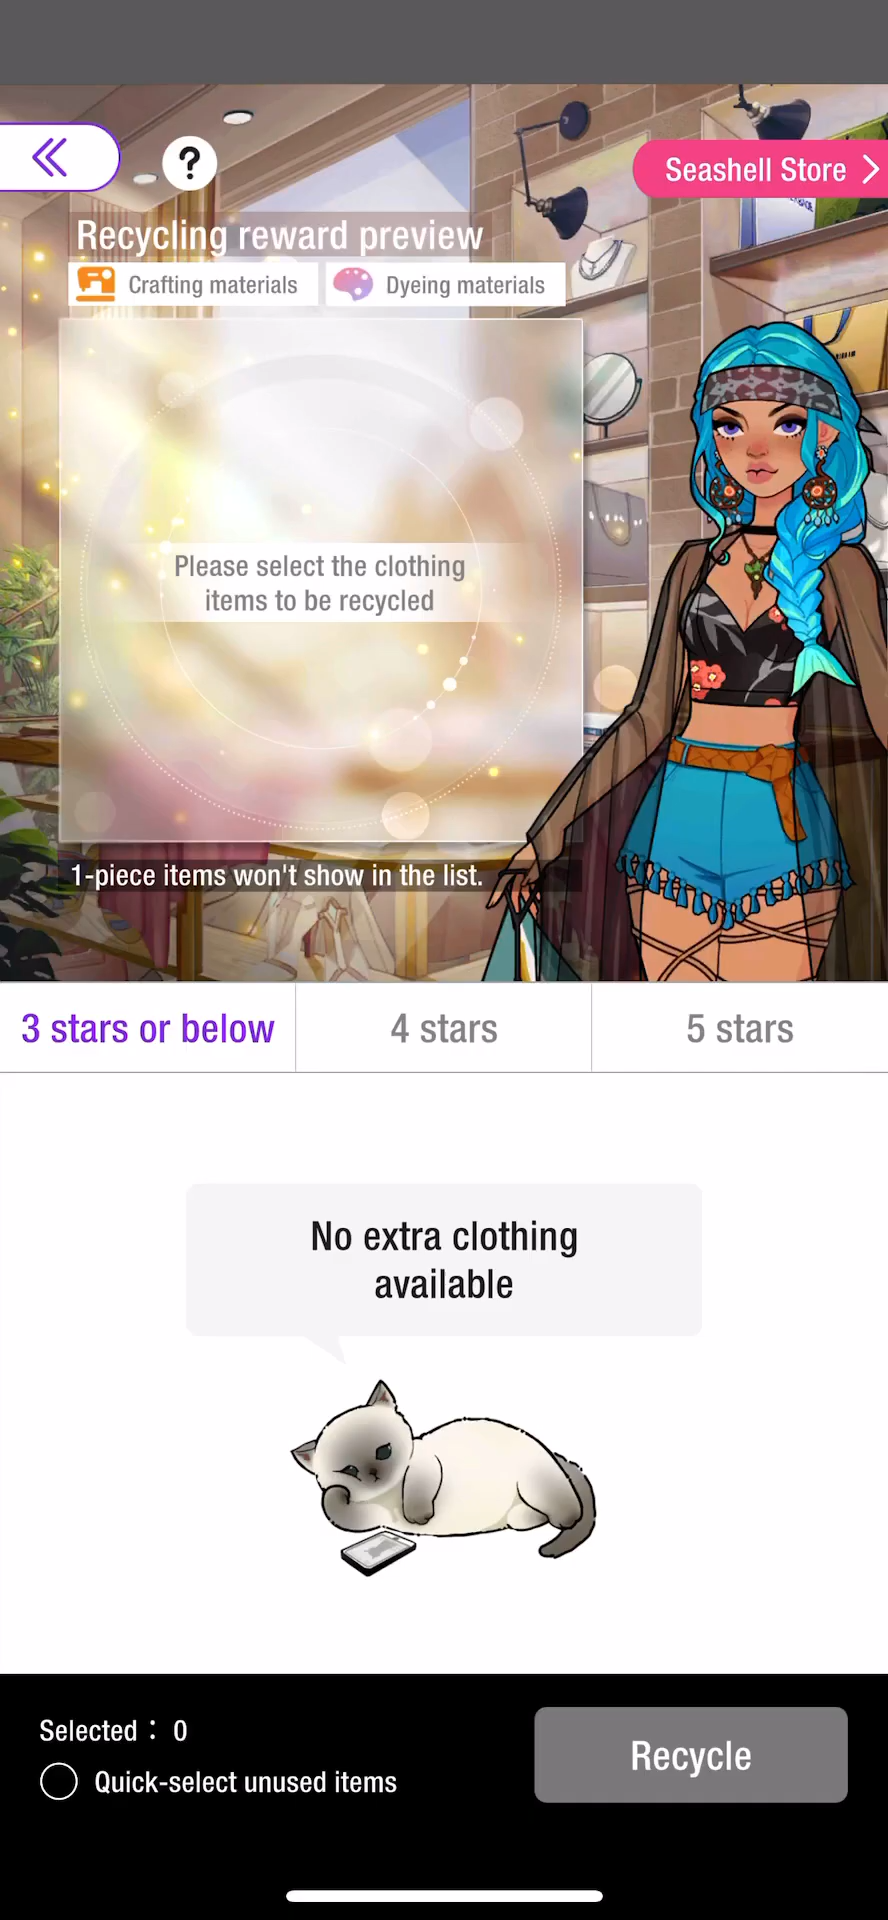 ?
Seashell Store
Recycling reward preview
Crafting materials
Dyeing materials
Please select the clothing
items to be recycled
1-piece items won't show in the list.
3 stars or below
4 stars
5 stars
No extra clothing
available
Selected : 0
Quick-select unused items
Recycle